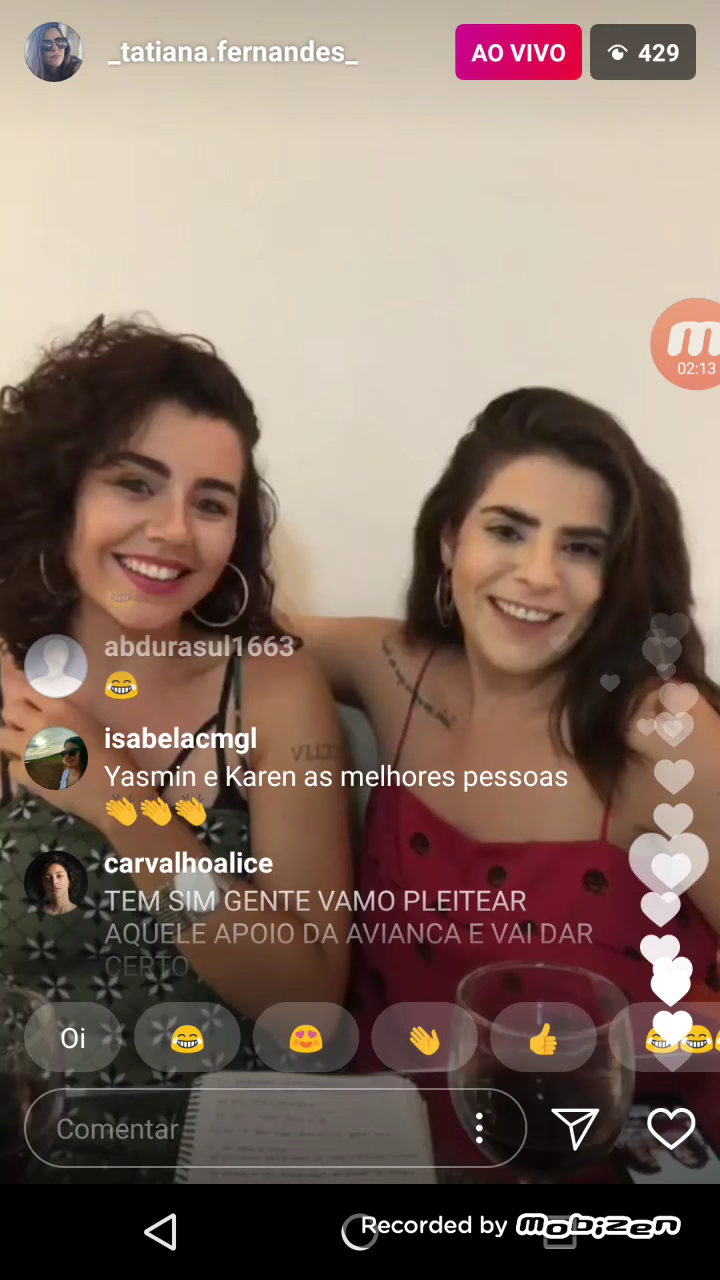 _tatiana.fernandes_
AO VIVO
429
02:13
abdurasul1663
😂
isabelacmgl
Yasmin e Karen as melhores pessoas
👏👏👏
carvalhoalice
TEM SIM GENTE VAMO PLEITEAR
AQUELE APOIO DA AVIANCA E VAI DAR
CERTO
Oi 😂 😍 👋 👍 😂😂
Comentar
Recorded by mobizen